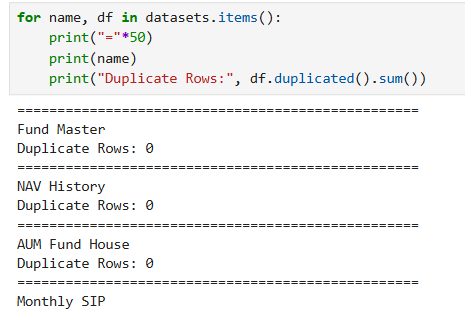 for name, df in datasets.items():
    print("="*50)
    print(name)
    print("Duplicate Rows:", df.duplicated().sum())
==================================================
Fund Master
Duplicate Rows: 0
==================================================
NAV History
Duplicate Rows: 0
==================================================
AUM Fund House
Duplicate Rows: 0
==================================================
Monthly SIP